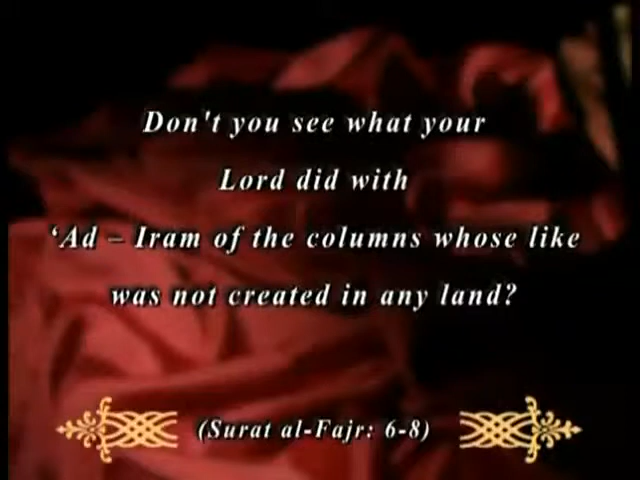 Don't you see what your
Lord did with
‘Ad – Iram of the columns whose like
was not created in any land?
(Surat al-Fajr: 6-8)